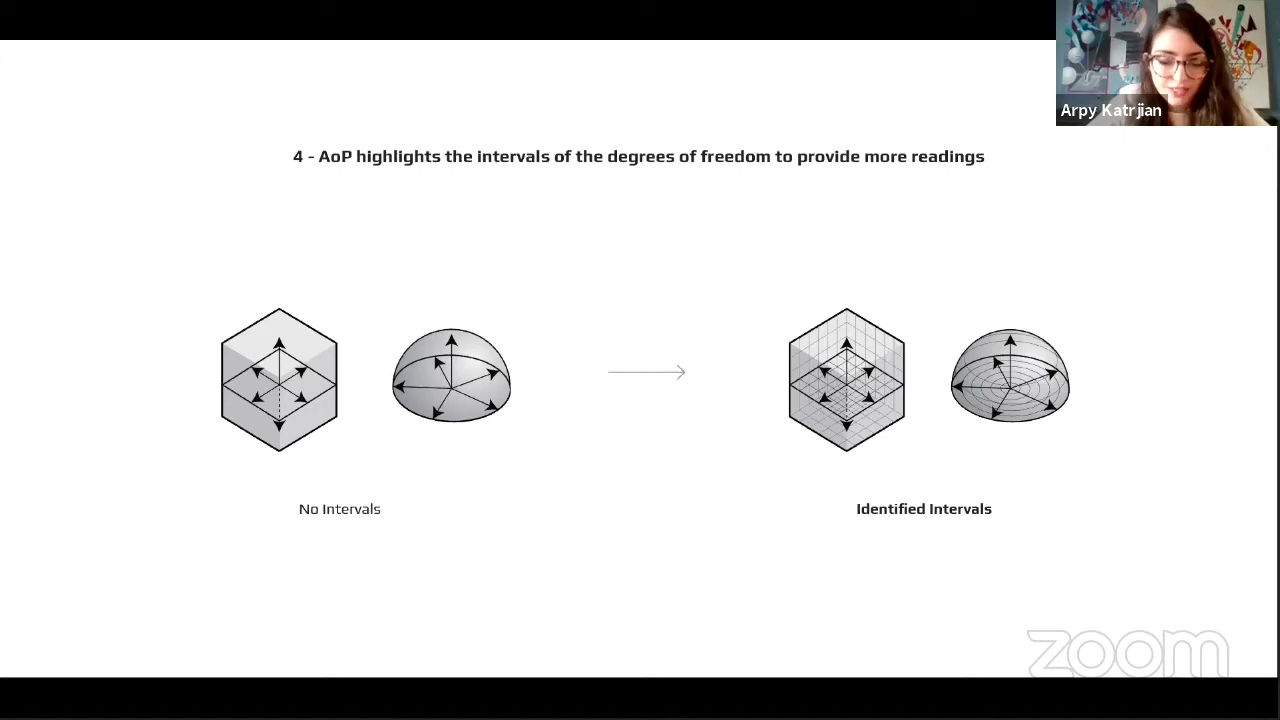 Arpy Katrjian
4 - AoP highlights the intervals of the degrees of freedom to provide more readings
No Intervals
Identified Intervals
zoom